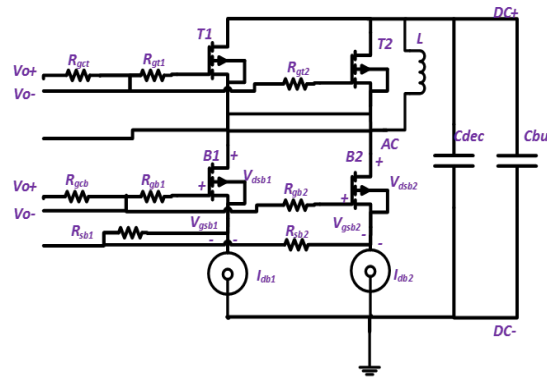 DC+
T1
T2
L
Rgct
Rgt1
Vo+
Rgt2
Vo-
AC
Cdec
Cbu
B1
+
B2
+
Vdsb1
Vdsb2
Vo+
Rgcb
Rgb1
+
Rgb2
+
Vo-
Vgsb1
Vgsb2
Rsb1
- -
Rsb2
- -
Idb1
Idb2
DC-